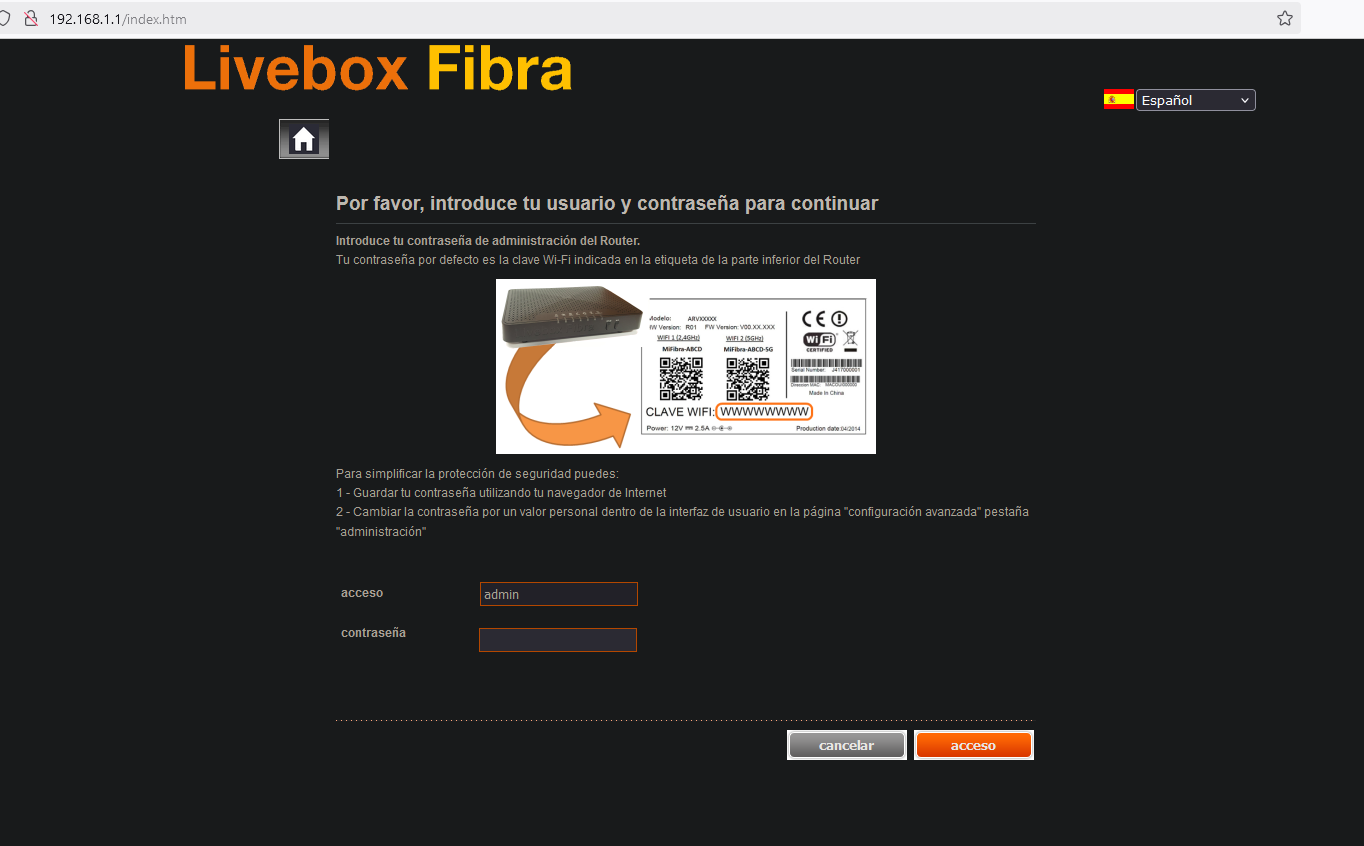 192.168.1.1/index.htm
Livebox Fibra
Español
Por favor, introduce tu usuario y contraseña para continuar
Introduce tu contraseña de administración del Router.
Tu contraseña por defecto es la clave Wi-Fi indicada en la etiqueta de la parte inferior del Router
Modelo: ARVXXXXX
HW Version: R01 FW Version: V00.XX.XXX
WIFI 1 (2,4GHz) WIFI 2 (5GHz)
MiFibra-ABCD MiFibra-ABCD-5G
WiFi
CERTIFIED
Serial Number: J417000001
Direccion MAC:
Made In China
CLAVE WIFI: WWWWWWWW
Power: 12V 2.5A
Production date:04/2014
Para simplificar la protección de seguridad puedes:
1 - Guardar tu contraseña utilizando tu navegador de Internet
2 - Cambiar la contraseña por un valor personal dentro de la interfaz de usuario en la página "configuración avanzada" pestaña
"administración"
acceso
admin
contraseña
cancelar
acceso